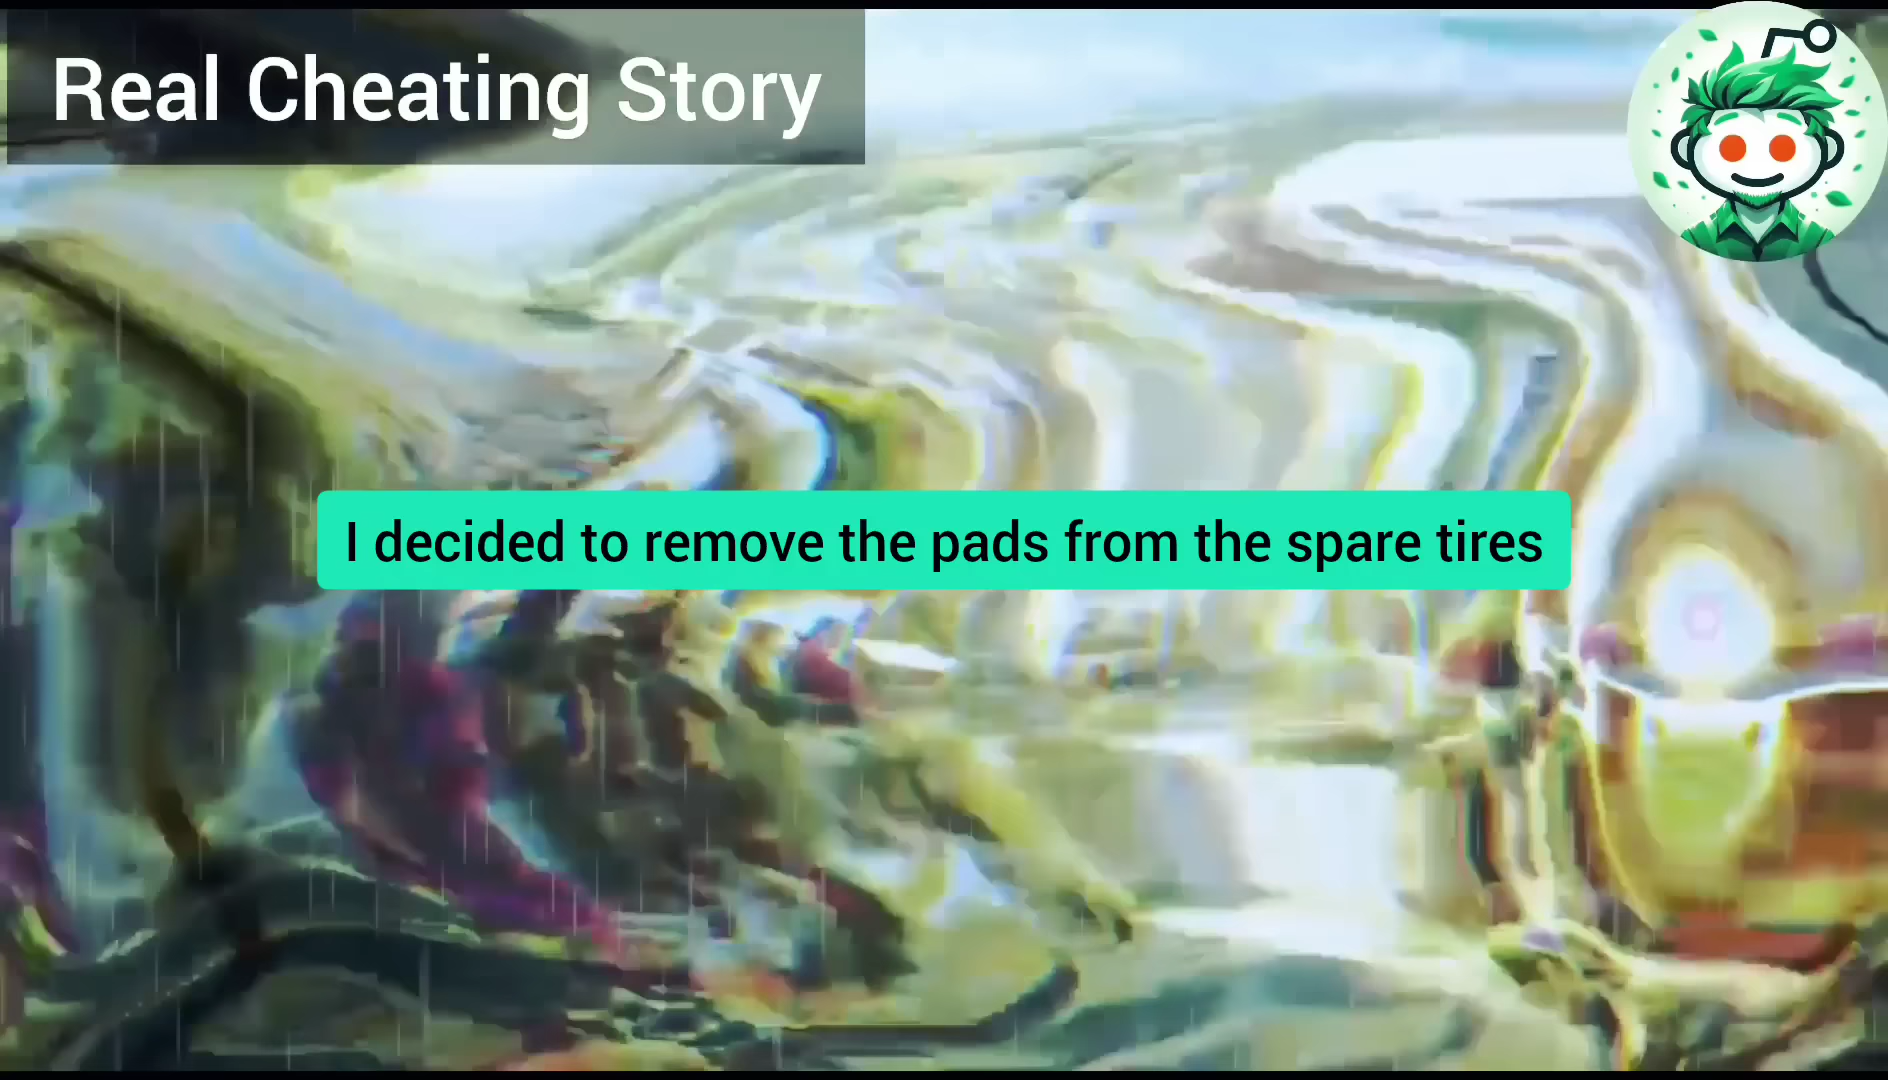 Real Cheating Story
I decided to remove the pads from the spare tires